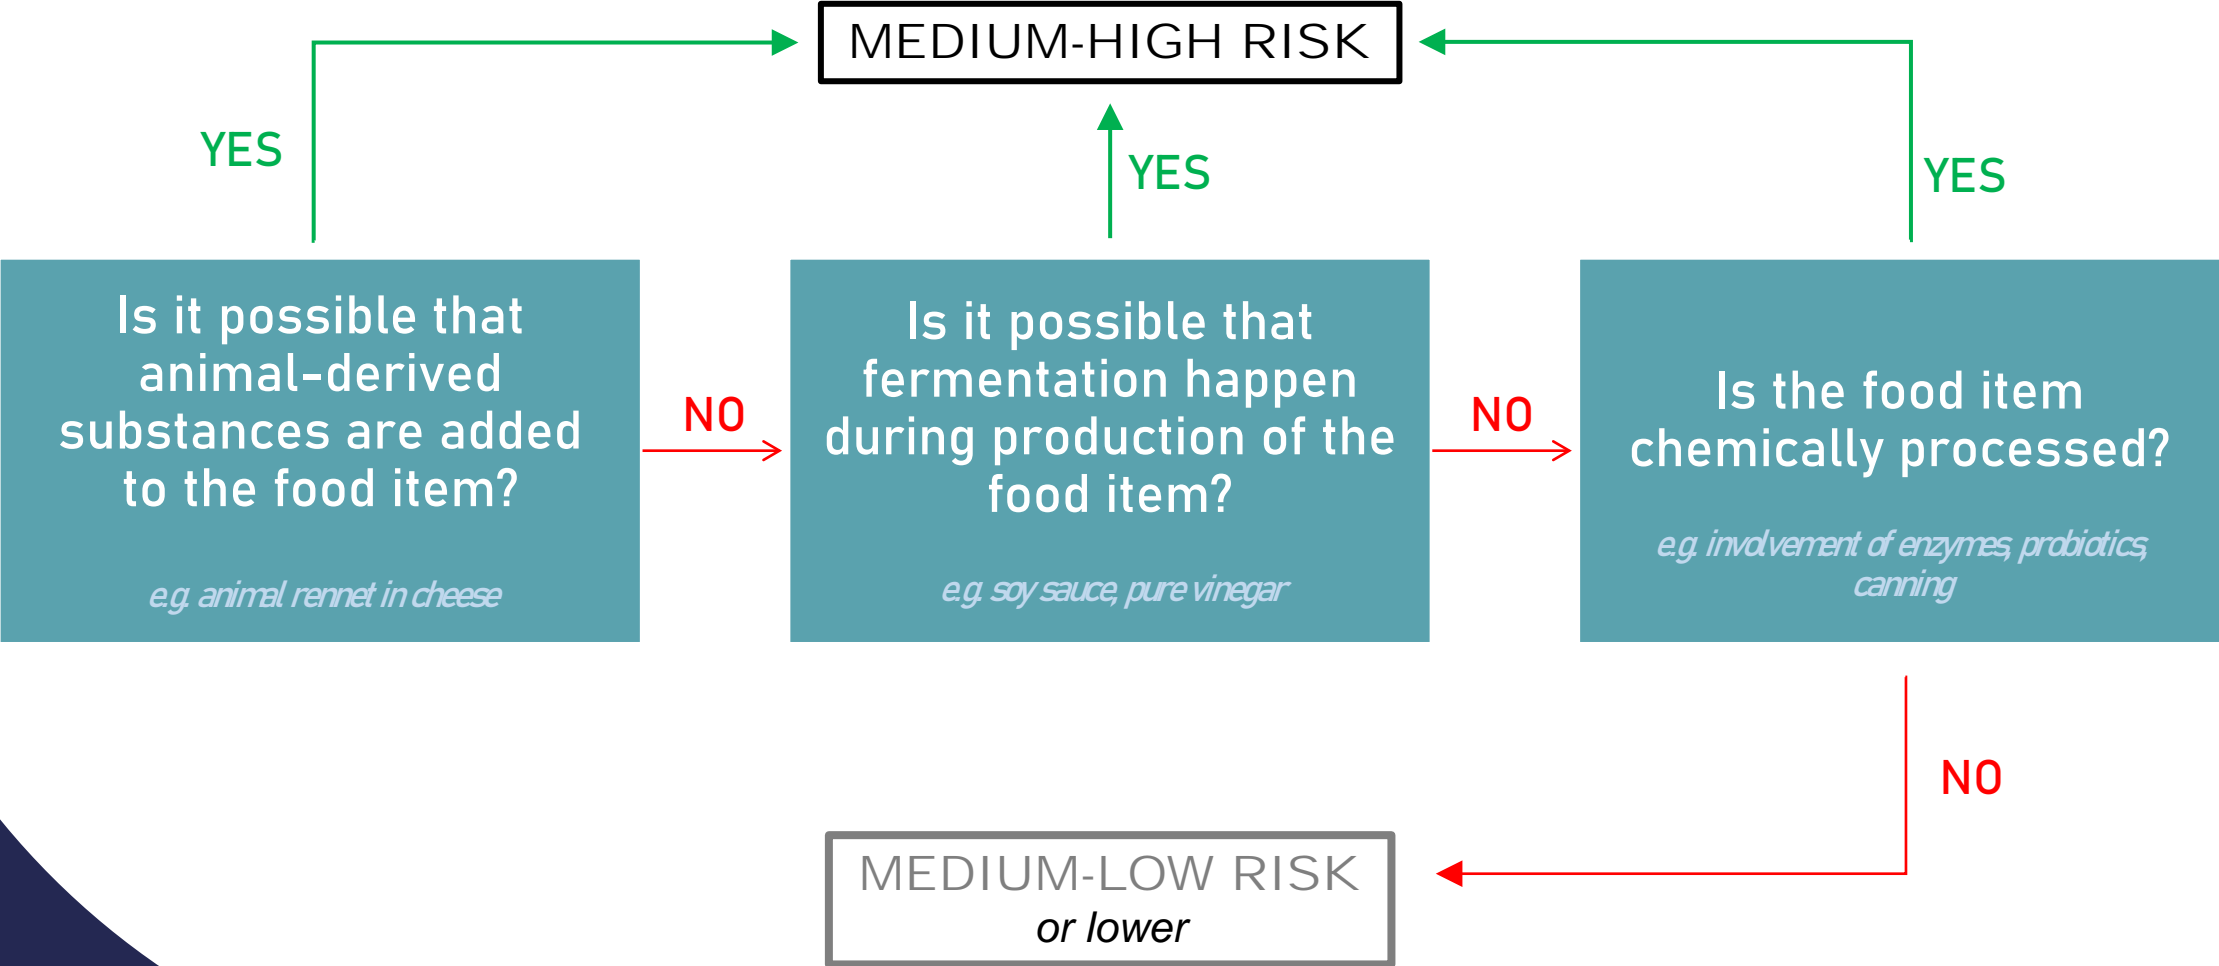 MEDIUM-HIGH RISK
YES
YES
YES
Is it possible that
animal-derived
substances are added
to the food item?
e.g. animal rennet in cheese
NO
Is it possible that
fermentation happen
during production of the
food item?
e.g. soy sauce, pure vinegar
NO
Is the food item
chemically processed?
e.g. involvement of enzymes, probiotics,
canning
NO
MEDIUM-LOW RISK
or lower